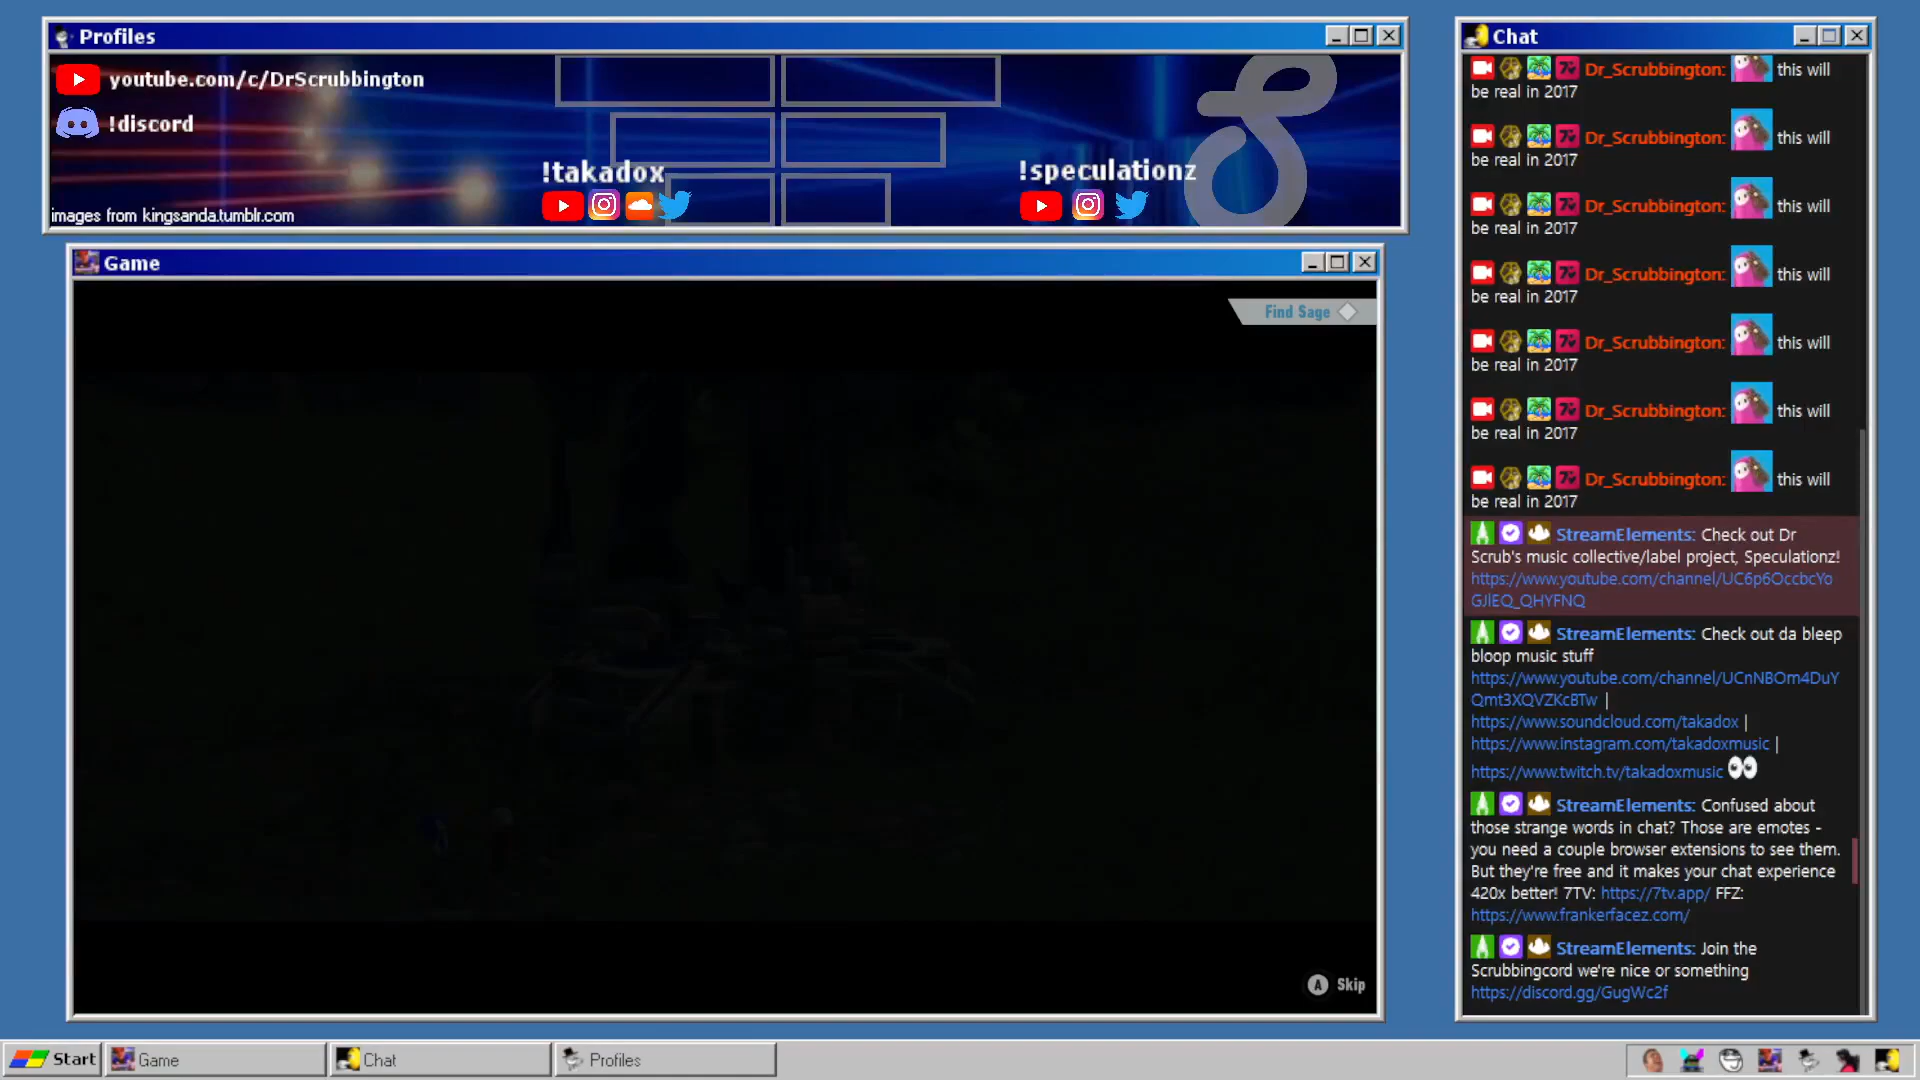 Profiles
youtube.com/c/DrScrubbington
!discord
!takadox
!speculationz
images from kingsanda.tumblr.com
Game
Find Sage
A Skip
Chat
Dr_Scrubbington: this will
be real in 2017
Dr_Scrubbington: this will
be real in 2017
Dr_Scrubbington: this will
be real in 2017
Dr_Scrubbington: this will
be real in 2017
Dr_Scrubbington: this will
be real in 2017
Dr_Scrubbington: this will
be real in 2017
Dr_Scrubbington: this will
be real in 2017
StreamElements: Check out Dr
Scrub's music collective/label project, Speculationz!
https://www.youtube.com/channel/UC6p6OccbcYo
GJlEQ_QHYFNQ
StreamElements: Check out da bleep
bloop music stuff
https://www.youtube.com/channel/UCnNBOm4DuY
Qmt3XQVZKcBTw |
https://www.soundcloud.com/takadox |
https://www.instagram.com/takadoxmusic |
https://www.twitch.tv/takadoxmusic
StreamElements: Confused about
those strange words in chat? Those are emotes -
you need a couple browser extensions to see them.
But they're free and it makes your chat experience
420x better! 7TV: https://7tv.app/ FFZ:
https://www.frankerfacez.com/
StreamElements: Join the
Scrubbingcord we're nice or something
https://discord.gg/GugWc2f
Start
Game
Chat
Profiles